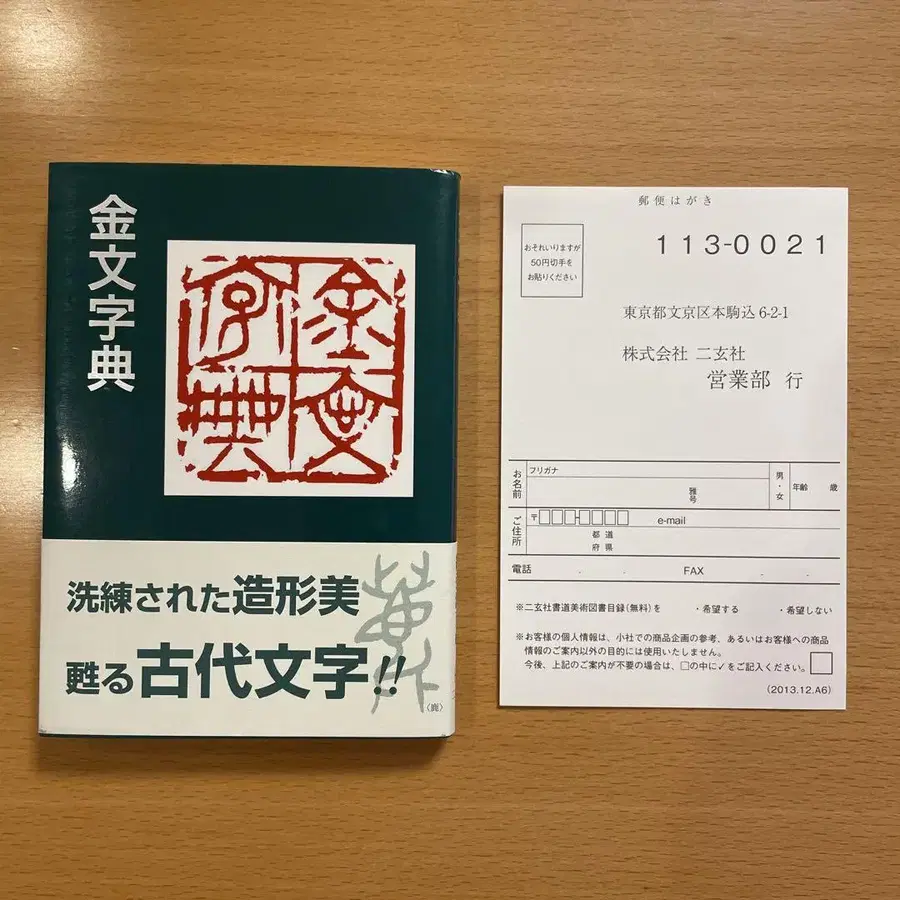 金文字典
金文
字典
洗練された造形美
甦る古代文字!!
郵便はがき
おそれいりますが
50円切手を
お貼りください
113-0021
東京都文京区本駒込6-2-1
株式会社 二玄社
営業部 行
お名前
フリガナ
雅号
男・女
年齢 歳
ご住所
〒
e-mail
都道
府県
電話
FAX
※二玄社書道美術図書目録(無料)を ・希望する ・希望しない
※お客様の個人情報は、小社での商品企画の参考、あるいはお客様への商品
情報のご案内以外の目的には使用いたしません。
今後、上記のご案内が不要の場合は、□の中に✓をご記入ください。
(2013.12.A6)